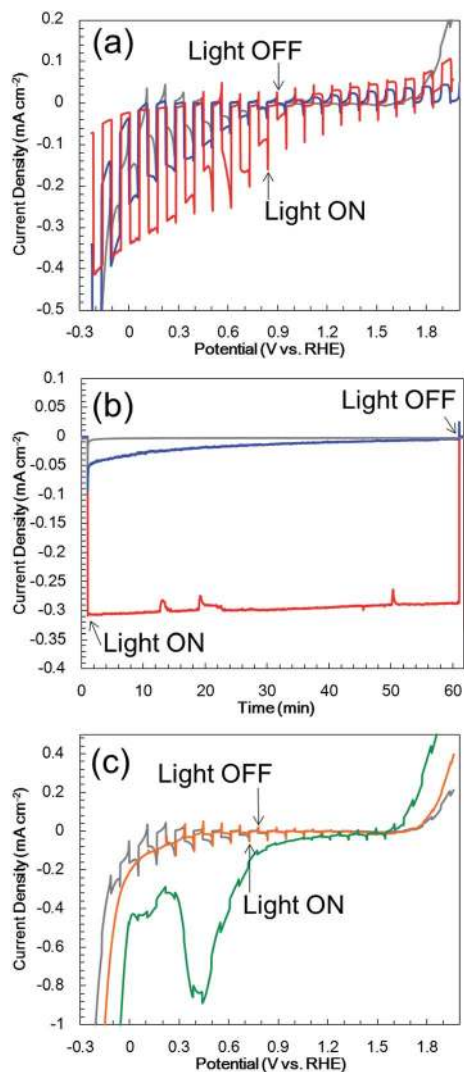 (a)
Light OFF
Light ON
Current Density (mA cm⁻²)
0.2
0.1
0
-0.1
-0.2
-0.3
-0.4
-0.5
-0.3 0 0.3 0.6 0.9 1.2 1.5 1.8
Potential (V vs. RHE)
(b)
Light OFF
Light ON
Current Density (mA cm⁻²)
0.1
0.05
0
-0.05
-0.1
-0.15
-0.2
-0.25
-0.3
-0.35
-0.4
0 10 20 30 40 50 60
Time (min)
(c)
Light OFF
Light ON
Current Density (mA cm⁻²)
0.4
0.2
0
-0.2
-0.4
-0.6
-0.8
-1
-0.3 0 0.3 0.6 0.9 1.2 1.5 1.8
Potential (V vs. RHE)